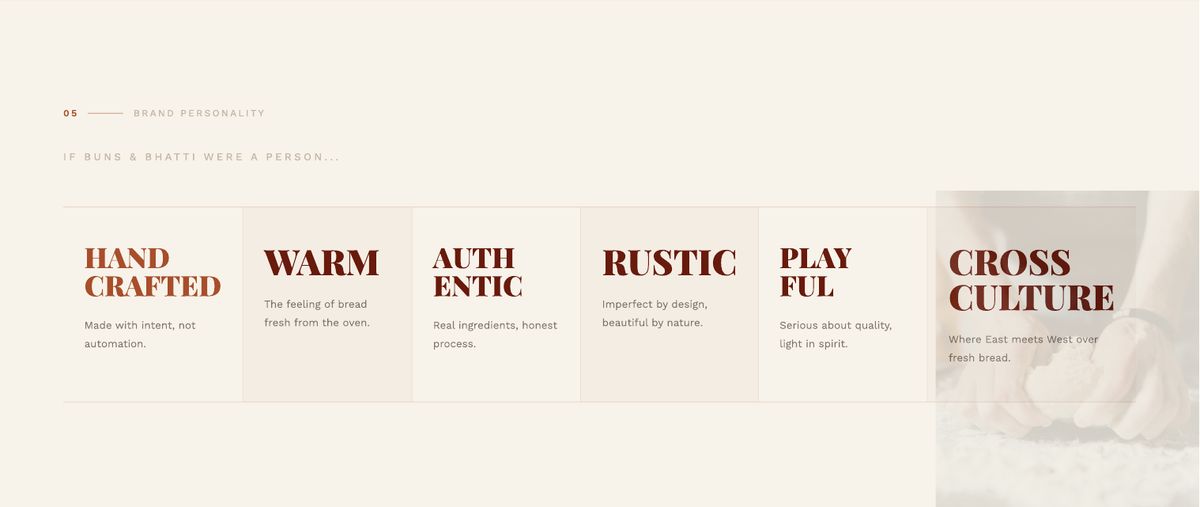 05 BRAND PERSONALITY
IF BUNS & BHATTI WERE A PERSON...
HAND
CRAFTED
Made with intent, not
automation.
WARM
The feeling of bread
fresh from the oven.
AUTH
ENTIC
Real ingredients, honest
process.
RUSTIC
Imperfect by design,
beautiful by nature.
PLAY
FUL
Serious about quality,
light in spirit.
CROSS
CULTURE
Where East meets West over
fresh bread.